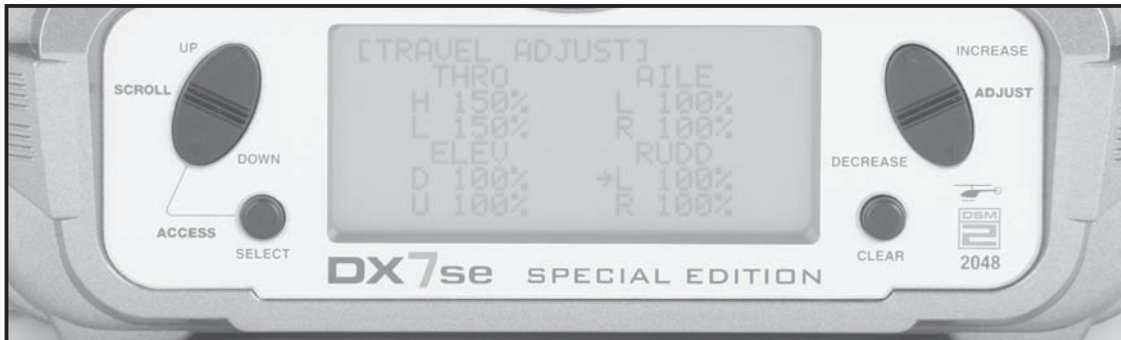 UP
SCROLL
DOWN
ACCESS
SELECT
[TRAVEL ADJUST]
THRO AILE
H 150% L 100%
L 150% R 100%
ELEV RUDD
D 100% →L 100%
U 100% R 100%
INCREASE
ADJUST
DECREASE
CLEAR
DSM
2
2048
DX7se SPECIAL EDITION